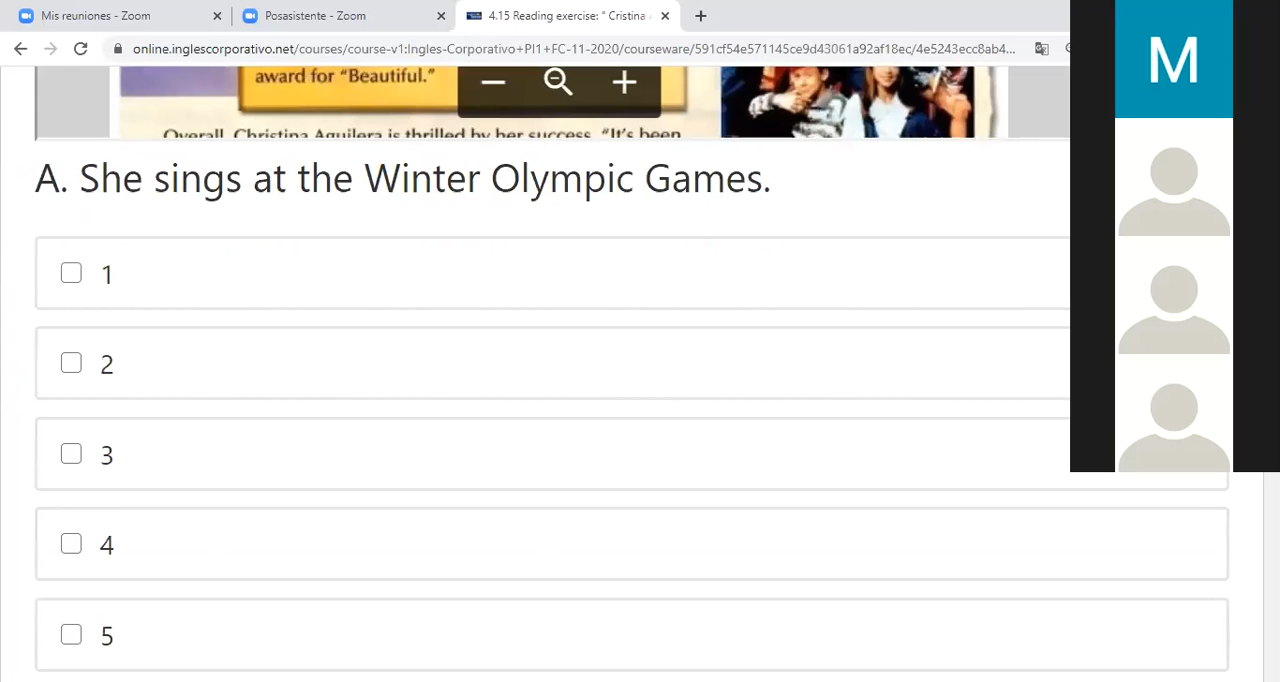 Mis reuniones - Zoom
Posasistente - Zoom
4.15 Reading exercise: “ Cristina
online.inglescorporativo.net/courses/course-v1:Ingles-Corporativo+PI1+FC-11-2020/courseware/591cf54e571145ce9d43061a92af18ec/4e5243ecc8ab4...
award for “Beautiful.”
Overall, Christina Aguilera is thrilled by her success. “It’s been
A. She sings at the Winter Olympic Games.
1
2
3
4
5
M